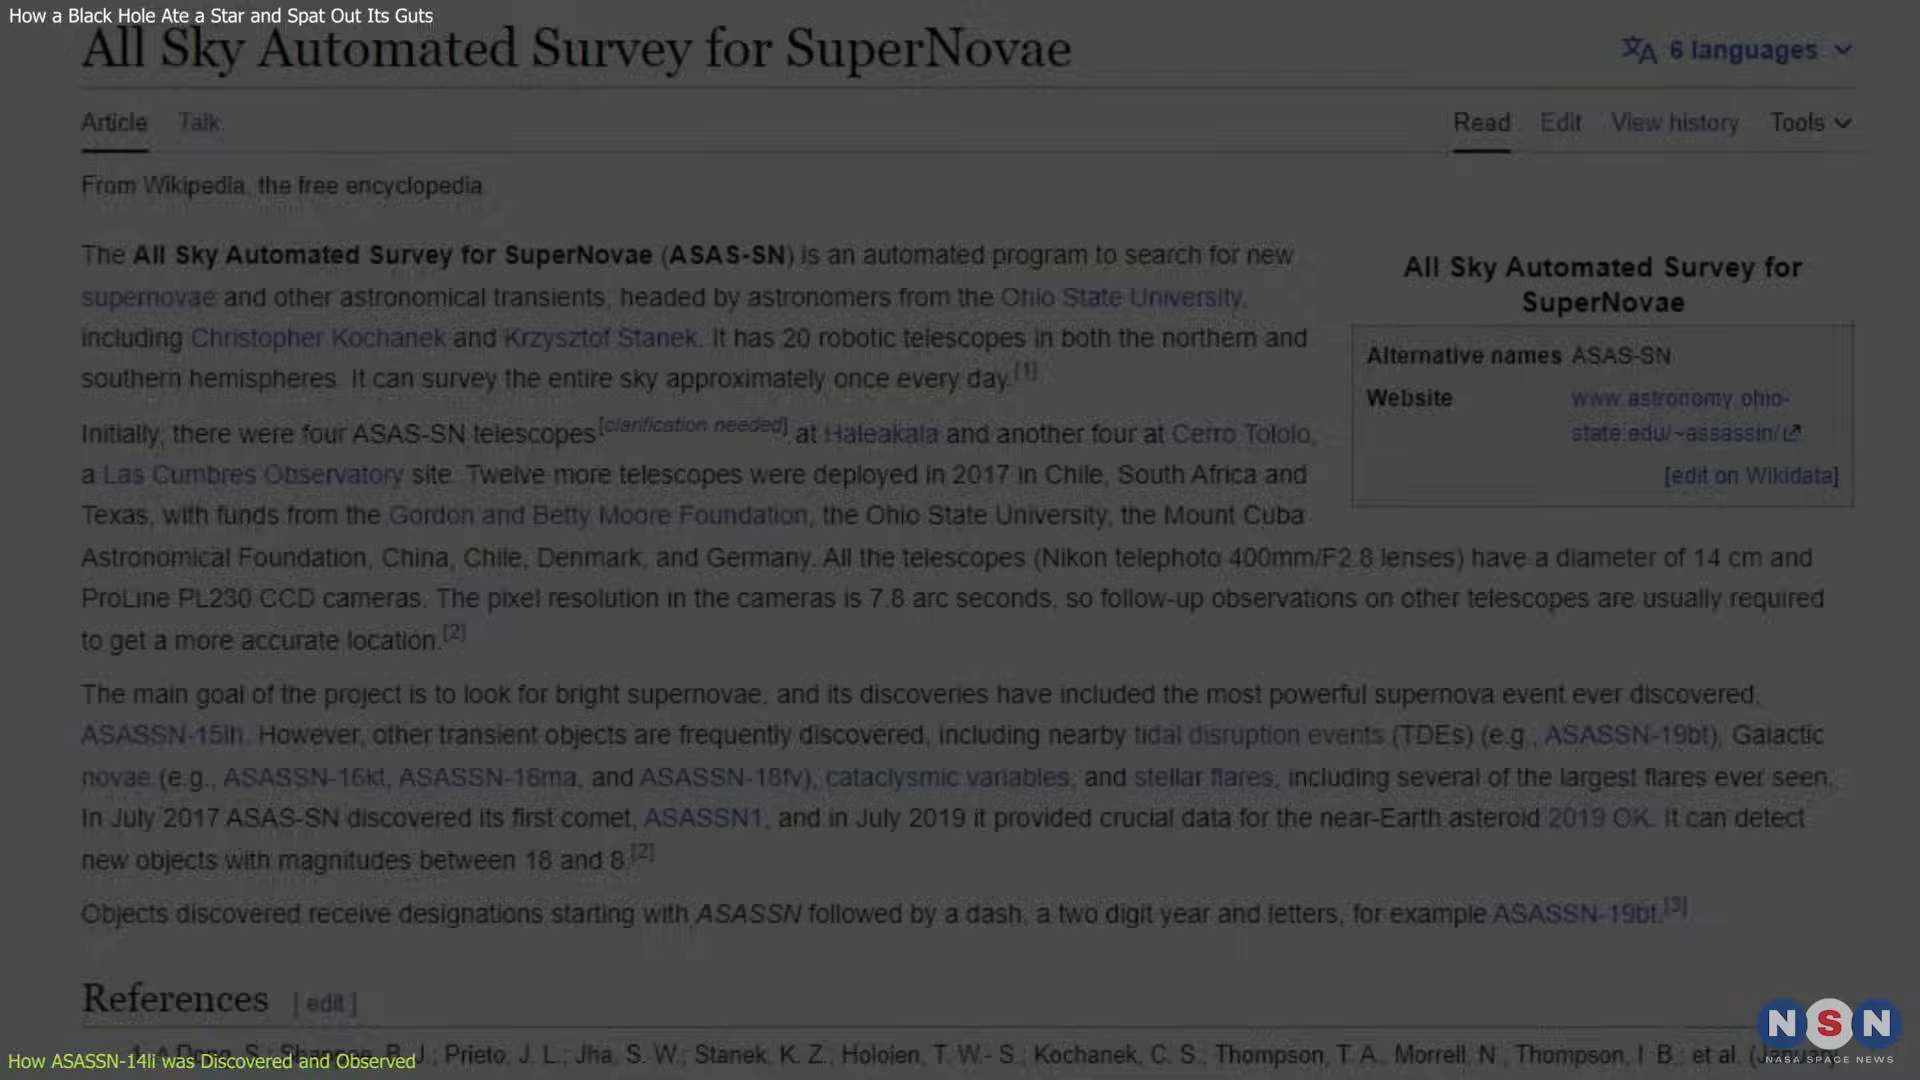 How a Black Hole Ate a Star and Spat Out Its Guts
All Sky Automated Survey for SuperNovae
6 languages
Article Talk
Read Edit View history Tools
From Wikipedia, the free encyclopedia
The All Sky Automated Survey for SuperNovae (ASAS-SN) is an automated program to search for new
supernovae and other astronomical transients, headed by astronomers from the Ohio State University,
including Christopher Kochanek and Krzysztof Stanek. It has 20 robotic telescopes in both the northern and
southern hemispheres. It can survey the entire sky approximately once every day.[1]
All Sky Automated Survey for
SuperNovae
Alternative names ASAS-SN
Website www.astronomy.ohio-
state.edu/~assassin/
[edit on Wikidata]
Initially, there were four ASAS-SN telescopes[clarification needed] at Haleakala and another four at Cerro Tololo,
a Las Cumbres Observatory site. Twelve more telescopes were deployed in 2017 in Chile, South Africa and
Texas, with funds from the Gordon and Betty Moore Foundation, the Ohio State University, the Mount Cuba
Astronomical Foundation, China, Chile, Denmark, and Germany. All the telescopes (Nikon telephoto 400mm/F2.8 lenses) have a diameter of 14 cm and
ProLine PL230 CCD cameras. The pixel resolution in the cameras is 7.8 arc seconds, so follow-up observations on other telescopes are usually required
to get a more accurate location.[2]
The main goal of the project is to look for bright supernovae, and its discoveries have included the most powerful supernova event ever discovered,
ASASSN-15lh. However, other transient objects are frequently discovered, including nearby tidal disruption events (TDEs) (e.g., ASASSN-19bt), Galactic
novae (e.g., ASASSN-16kt, ASASSN-16ma, and ASASSN-18fv), cataclysmic variables, and stellar flares, including several of the largest flares ever seen.
In July 2017 ASAS-SN discovered its first comet, ASASSN1, and in July 2019 it provided crucial data for the near-Earth asteroid 2019 OK. It can detect
new objects with magnitudes between 18 and 8.[2]
Objects discovered receive designations starting with ASASSN followed by a dash, a two digit year and letters, for example ASASSN-19bt.[3]
References [ edit ]
Prieto, J. L.; Jha, S. W.; Stanek, K. Z.; Holoien, T. W.- S.; Kochanek, C. S.; Thompson, T. A.; Morrell, N.; Thompson, I. B.; et al. (January
How ASASSN-14li was Discovered and Observed
NSN
NASA SPACE NEWS